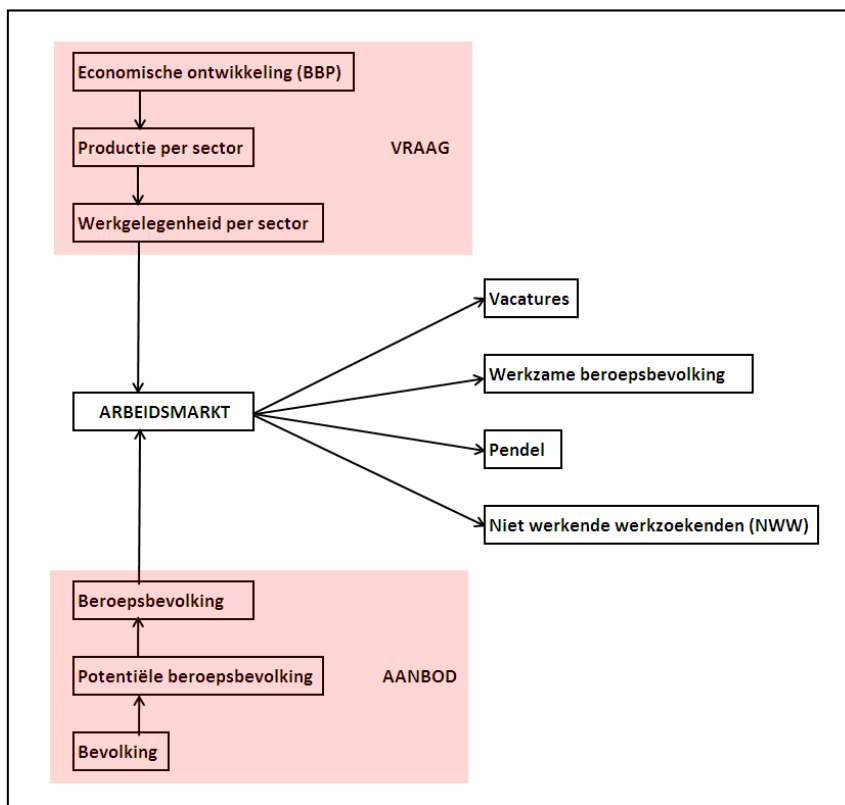 Economische ontwikkeling (BBP)
Productie per sector
VRAAG
Werkgelegenheid per sector
Vacatures
Werkzame beroepsbevolking
ARBEIDSMARKT
Pendel
Niet werkende werkzoekenden (NWW)
Beroepsbevolking
Potentiële beroepsbevolking
AANBOD
Bevolking